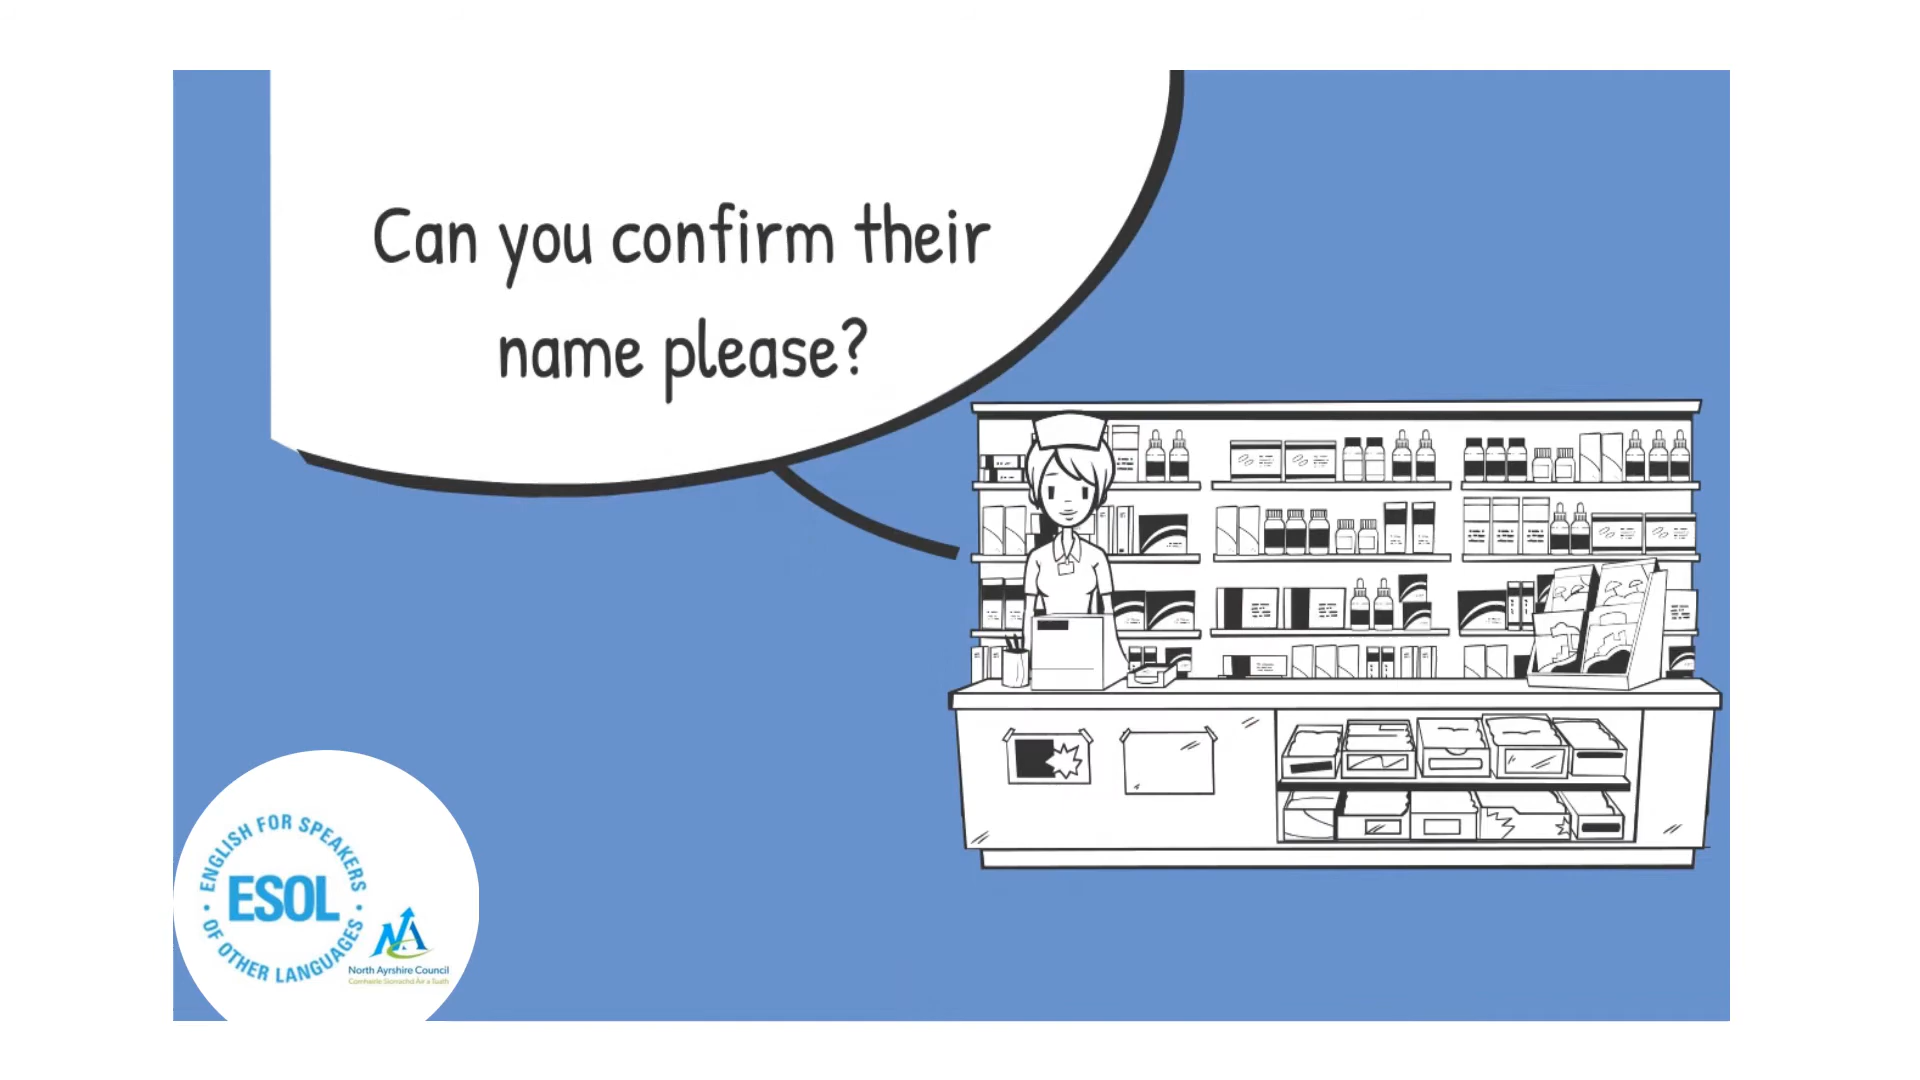 Can you confirm their
name please?
ENGLISH FOR SPEAKERS
ESOL
OF OTHER LANGUAGES
North Ayrshire Council